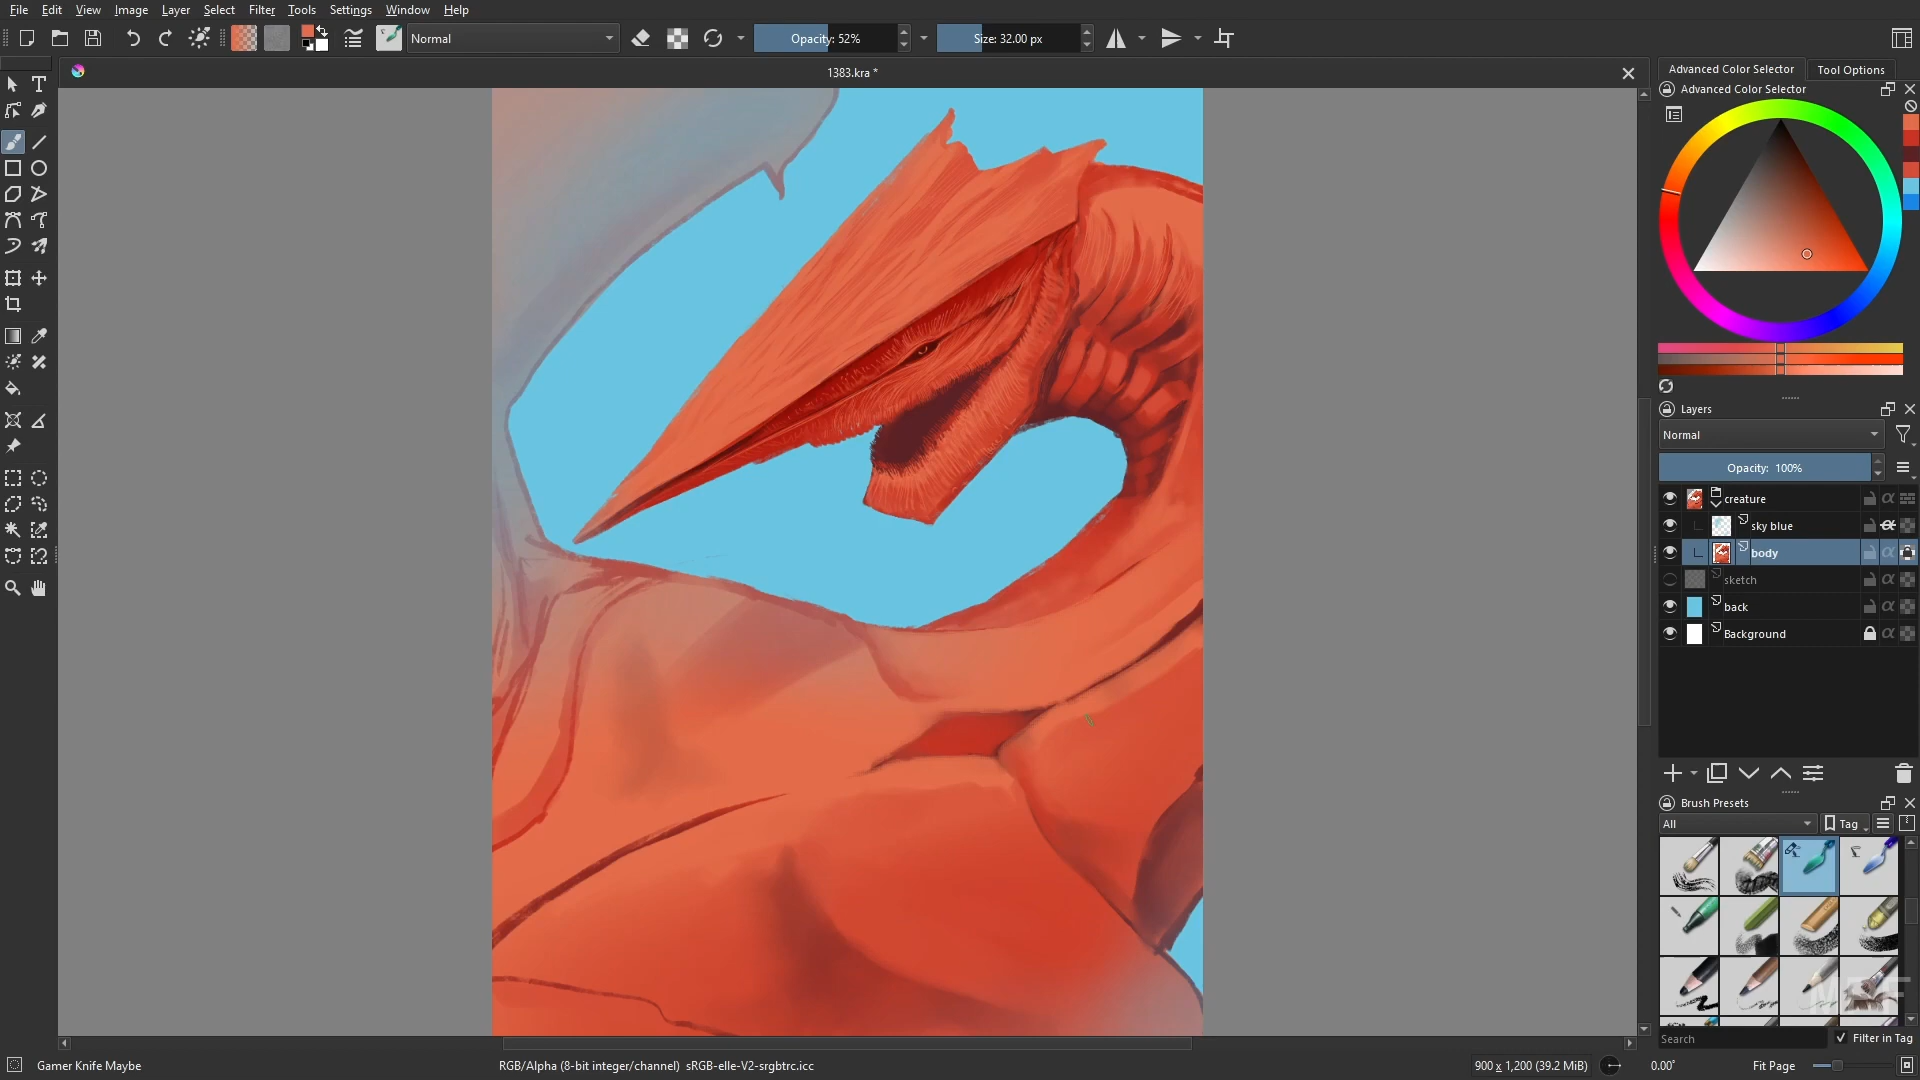 File Edit View Image Layer Select Filter Tools Settings Window Help
Normal Opacity: 52% Size: 32.00 px
1383.kra *
Advanced Color Selector Tool Options
Advanced Color Selector
Layers
Normal
Opacity: 100%
creature
sky blue
body
sketch
back
Background
Brush Presets
All Tag
Search Filter in Tag
Gamer Knife Maybe RGB/Alpha (8-bit integer/channel) sRGB-elle-V2-srgbtrc.icc 900 x 1,200 (39.2 MiB) 0.00° Fit Page